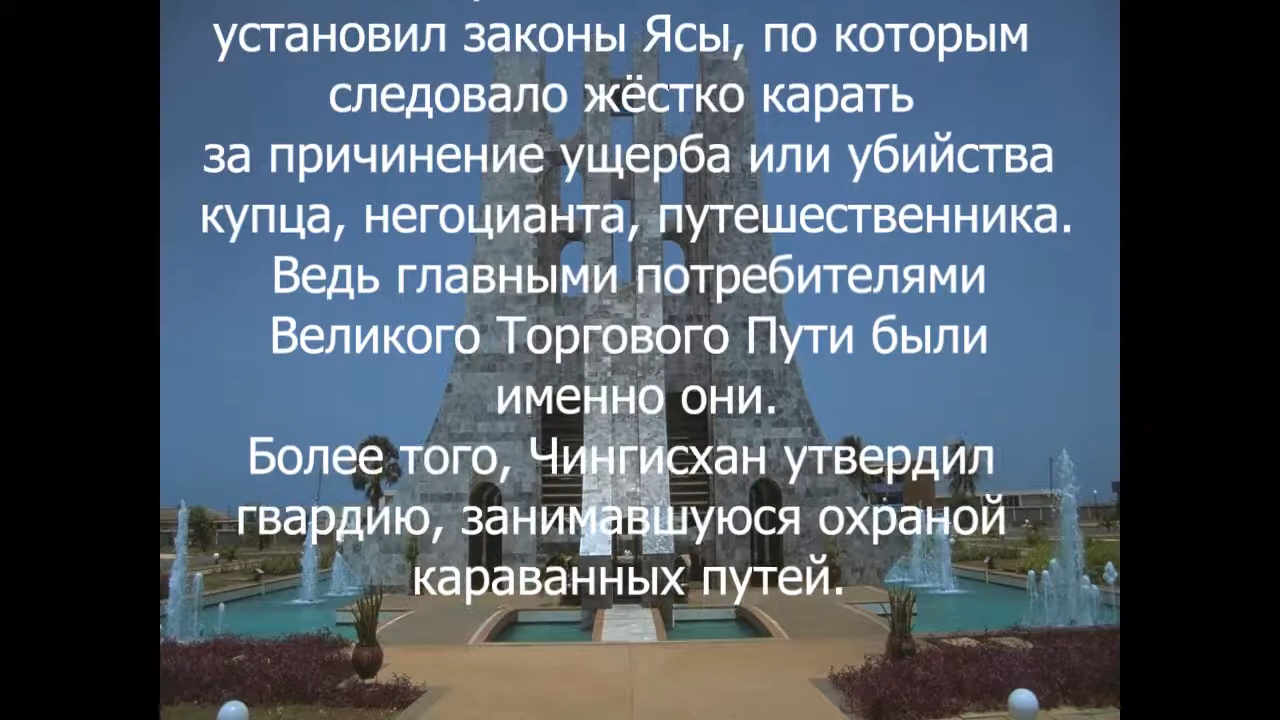 установил законы Ясы, по которым
следовало жёстко карать
за причинение ущерба или убийства
купца, негоцианта, путешественника.
Ведь главными потребителями
Великого Торгового Пути были
именно они.
Более того, Чингисхан утвердил
гвардию, занимавшуюся охраной
караванных путей.